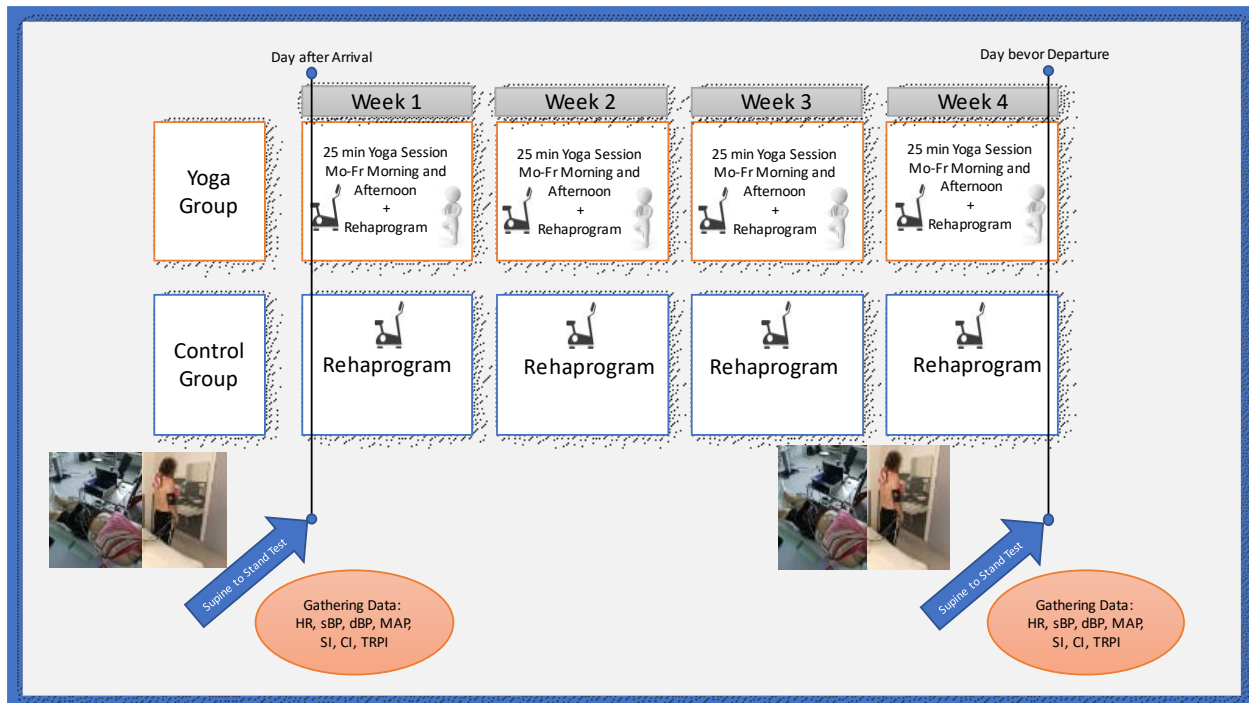 Day after Arrival
Day bevor Departure
Week 1
Week 2
Week 3
Week 4
Yoga
Group
25 min Yoga Session
Mo-Fr Morning and
Afternoon
+
Rehaprogram
25 min Yoga Session
Mo-Fr Morning and
Afternoon
+
Rehaprogram
25 min Yoga Session
Mo-Fr Morning and
Afternoon
+
Rehaprogram
25 min Yoga Session
Mo-Fr Morning and
Afternoon
+
Rehaprogram
Control
Group
Rehaprogram
Rehaprogram
Rehaprogram
Rehaprogram
Supine to Stand Test
Gathering Data:
HR, sBP, dBP, MAP,
SI, CI, TRPI
Supine to Stand Test
Gathering Data:
HR, sBP, dBP, MAP,
SI, CI, TRPI